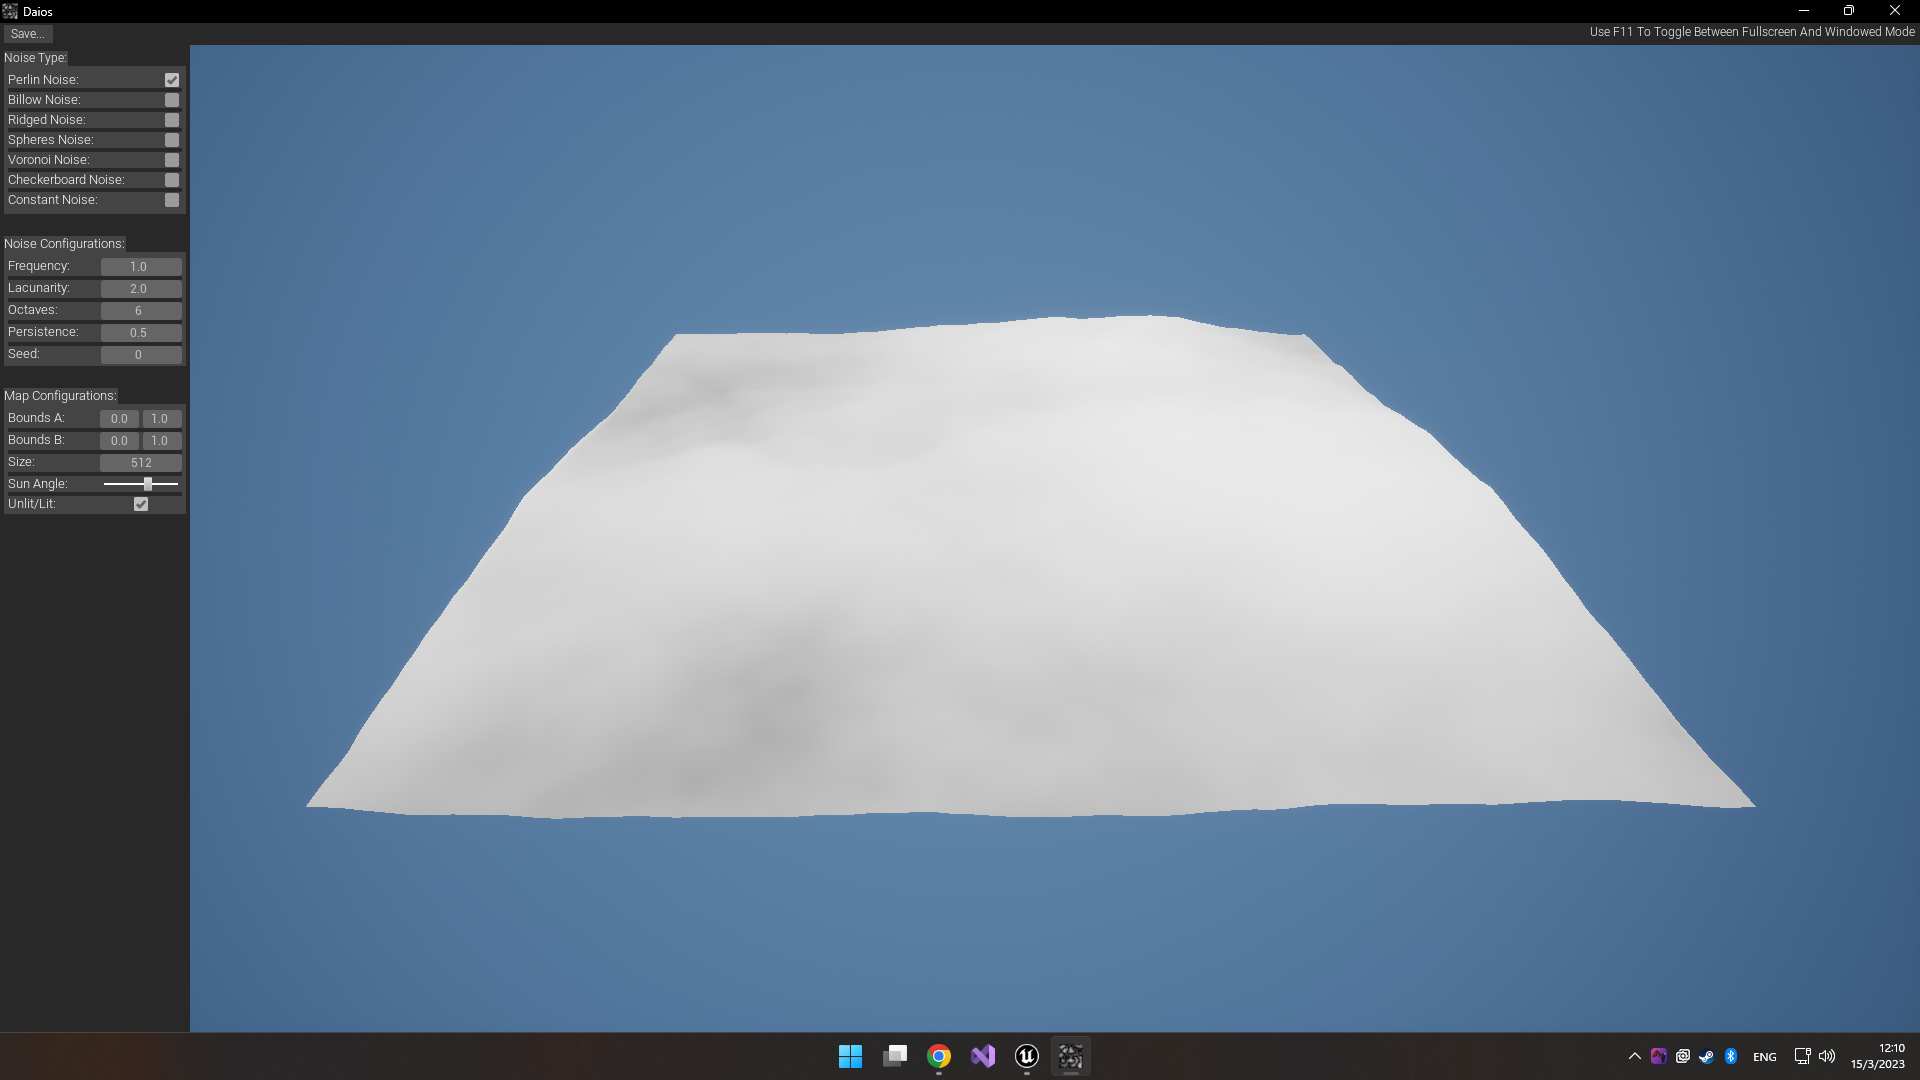 Daios
Save...
Use F11 To Toggle Between Fullscreen And Windowed Mode
Noise Type:
Perlin Noise:
Billow Noise:
Ridged Noise:
Spheres Noise:
Voronoi Noise:
Checkerboard Noise:
Constant Noise:
Noise Configurations:
Frequency: 1.0
Lacunarity: 2.0
Octaves: 6
Persistence: 0.5
Seed: 0
Map Configurations:
Bounds A: 0.0 1.0
Bounds B: 0.0 1.0
Size: 512
Sun Angle:
Unlit/Lit:
ENG
12:10
15/3/2023